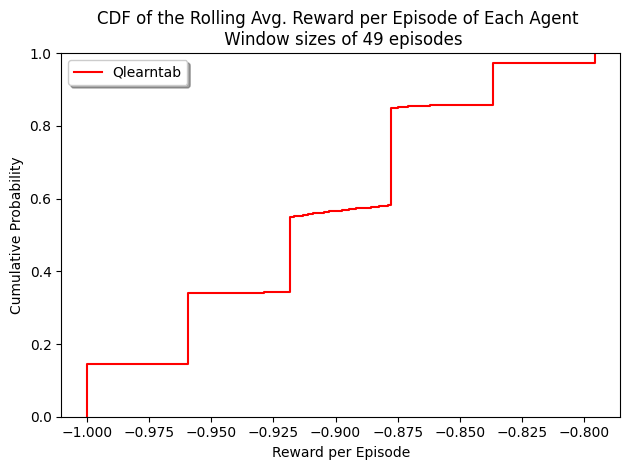 CDF of the Rolling Avg. Reward per Episode of Each Agent
Window sizes of 49 episodes
Qlearntab
Cumulative Probability
1.0
0.8
0.6
0.4
0.2
0.0
−1.000 −0.975 −0.950 −0.925 −0.900 −0.875 −0.850 −0.825 −0.800
Reward per Episode